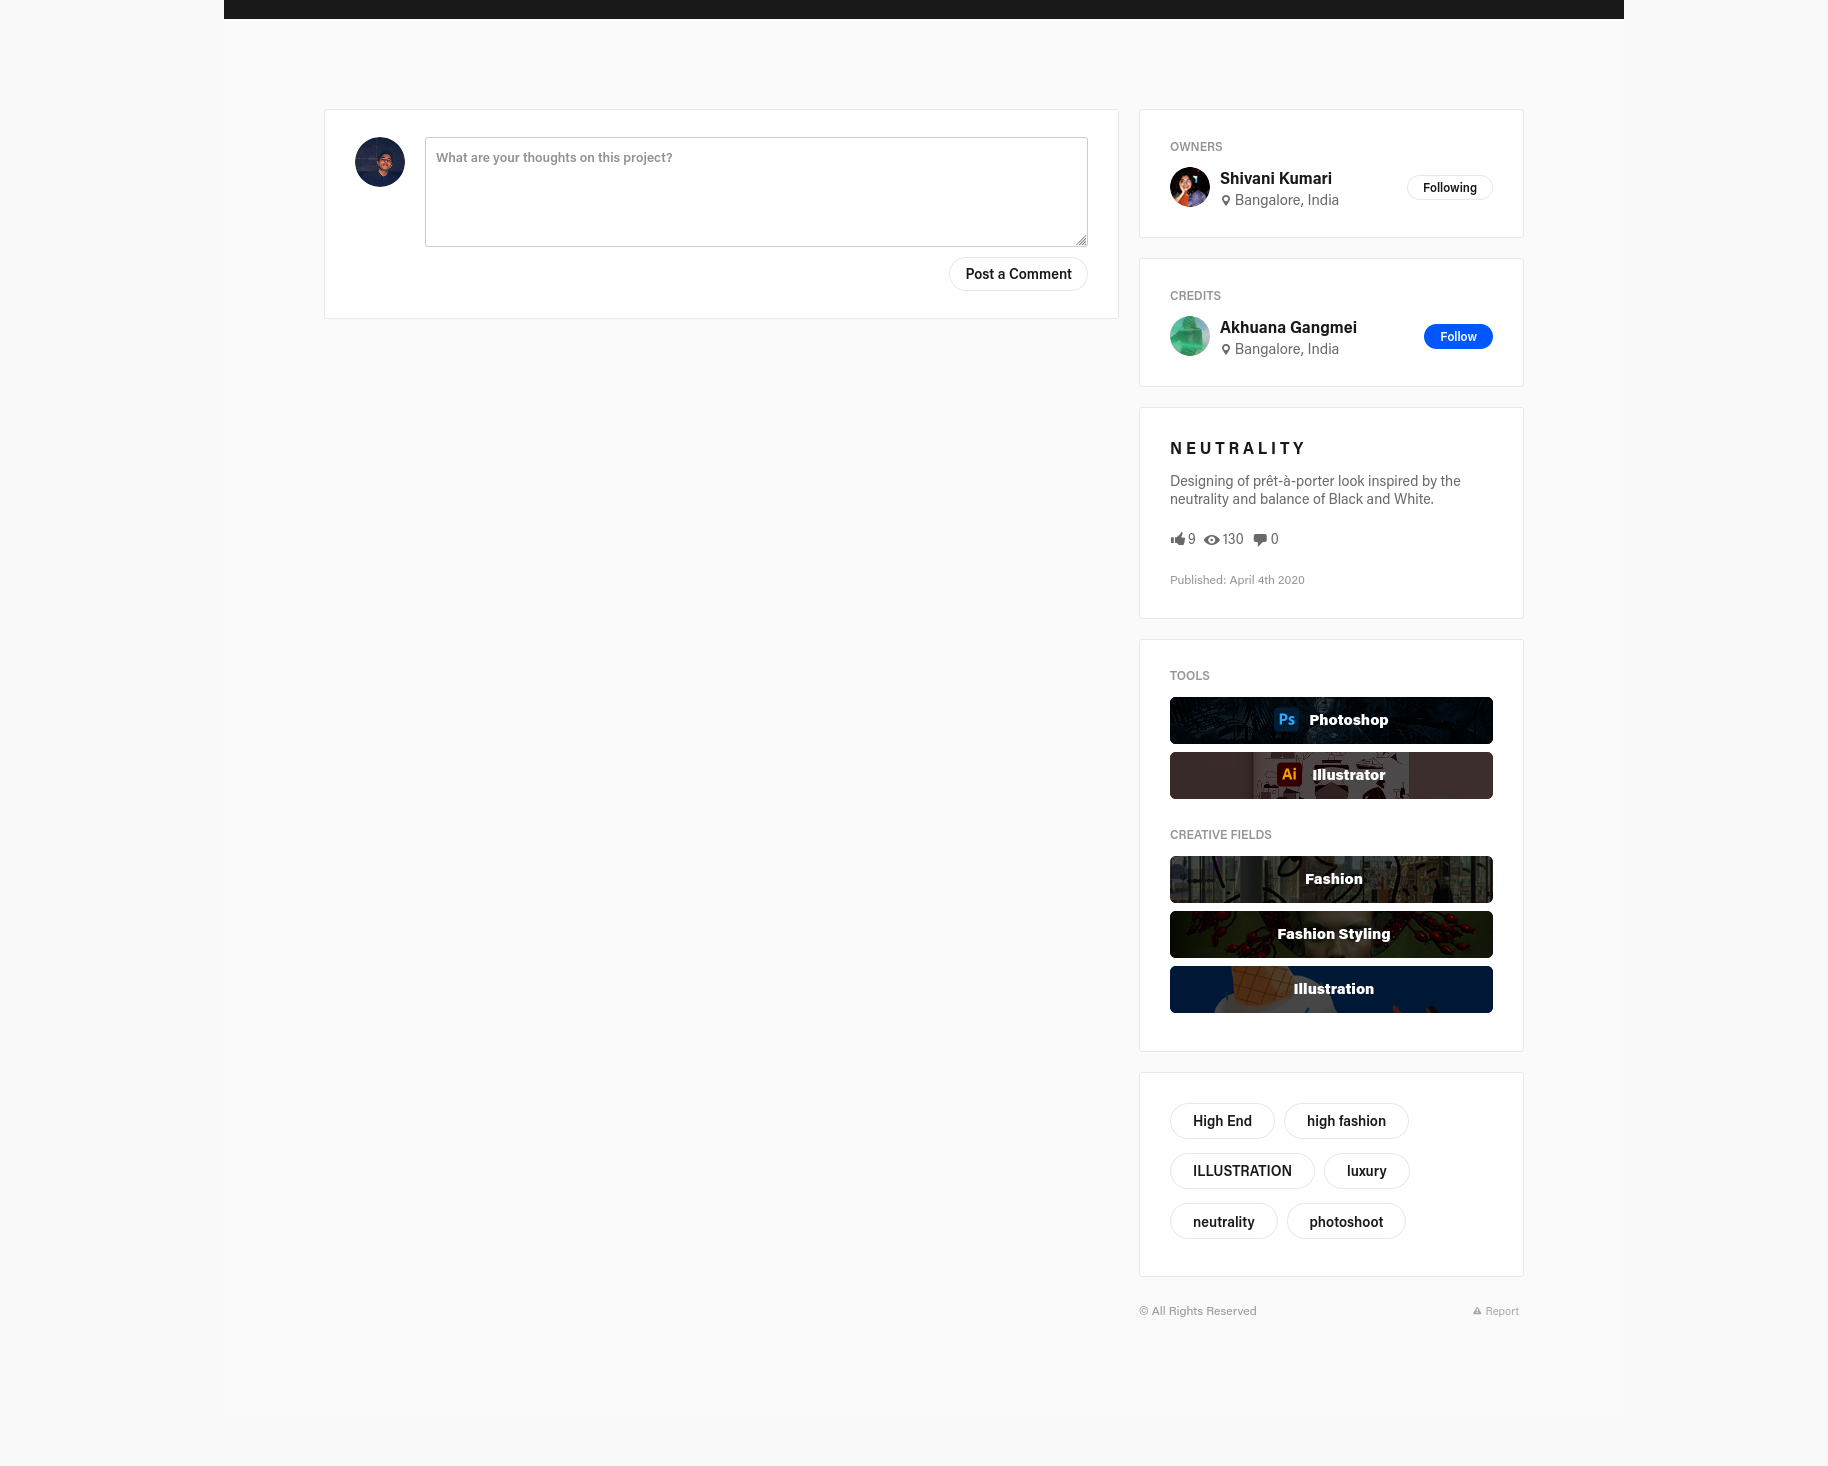 What are your thoughts on this project?
Post a Comment
OWNERS
Shivani Kumari
Bangalore, India
Following
CREDITS
Akhuana Gangmei
Bangalore, India
Follow
NEUTRALITY
Designing of prêt-à-porter look inspired by the
neutrality and balance of Black and White.
9 130 0
Published: April 4th 2020
TOOLS
Ps Photoshop
Ai Illustrator
CREATIVE FIELDS
Fashion
Fashion Styling
Illustration
High End high fashion
ILLUSTRATION luxury
neutrality photoshoot
© All Rights Reserved
Report